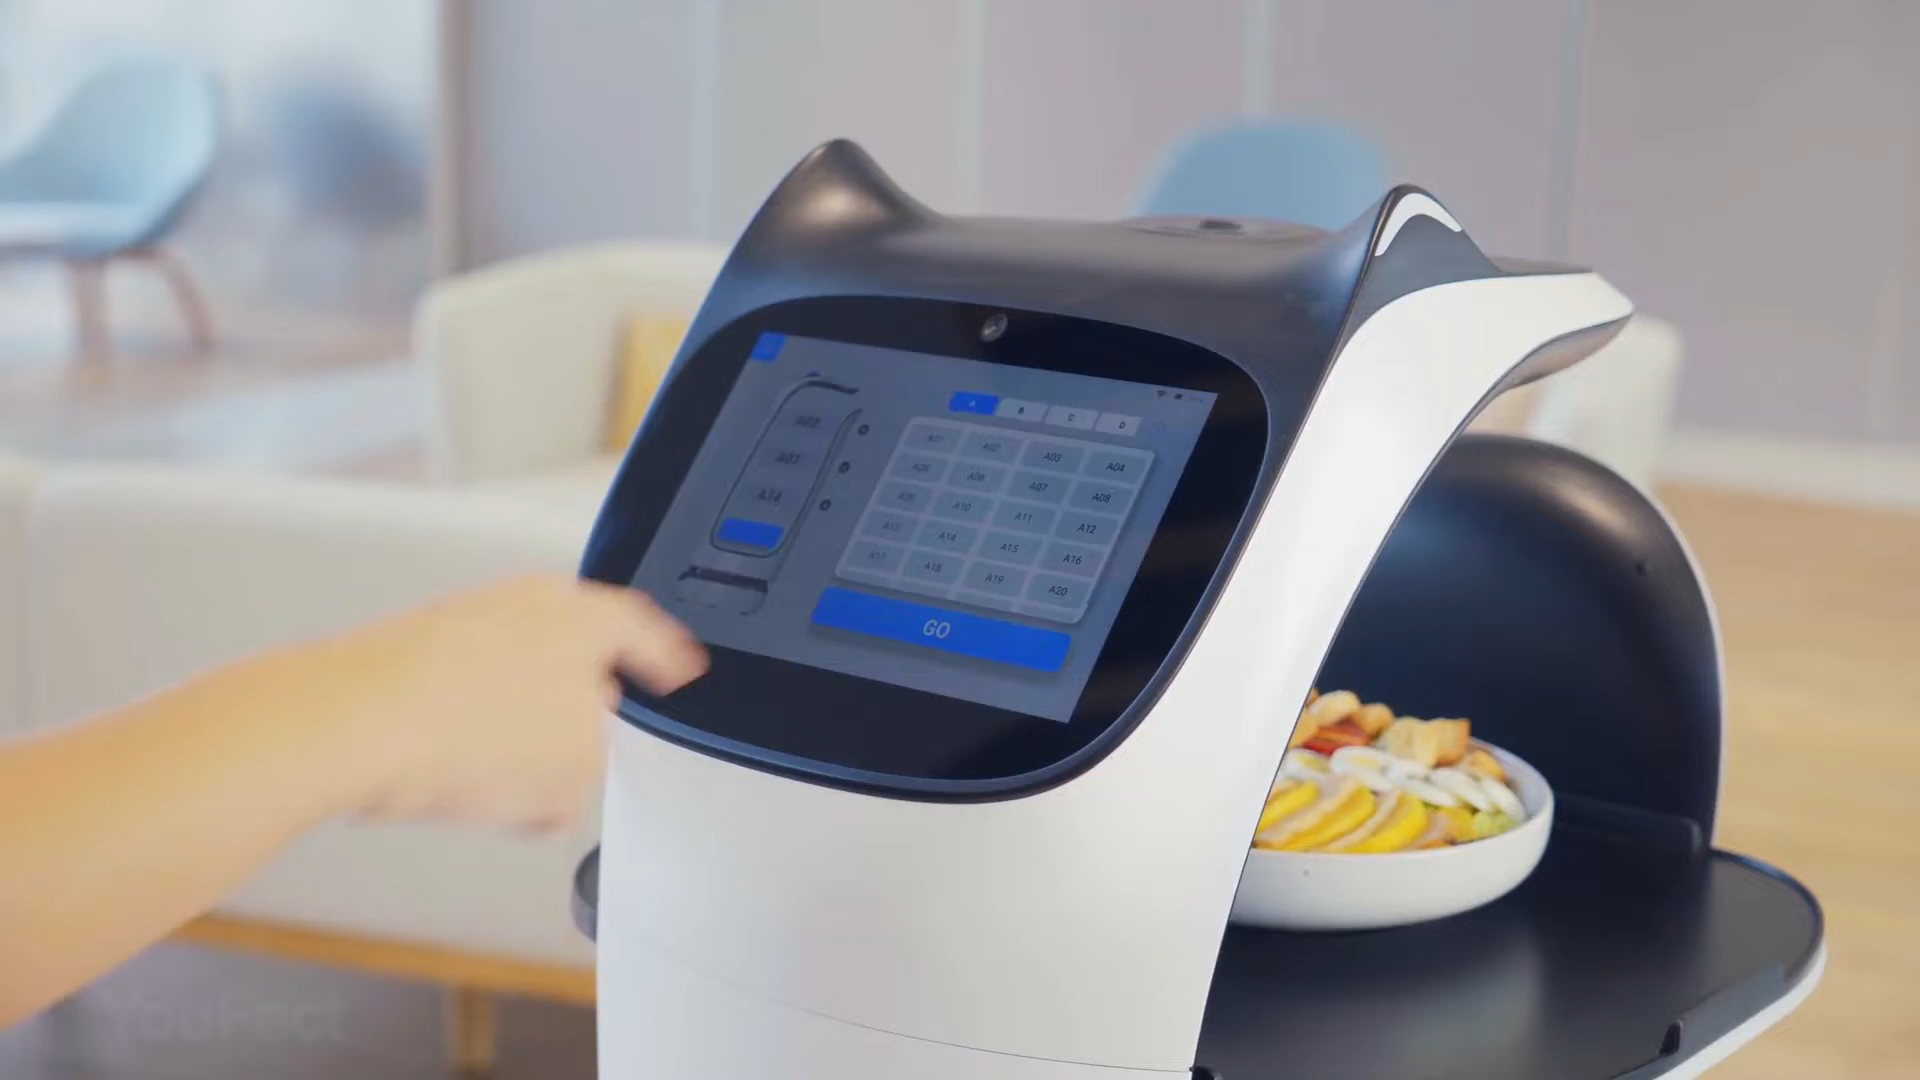 A B C D
A02
A03
A14
A01 A02 A03 A04
A05 A06 A07 A08
A09 A10 A11 A12
A13 A14 A15 A16
A17 A18 A19 A20
GO
YouFact